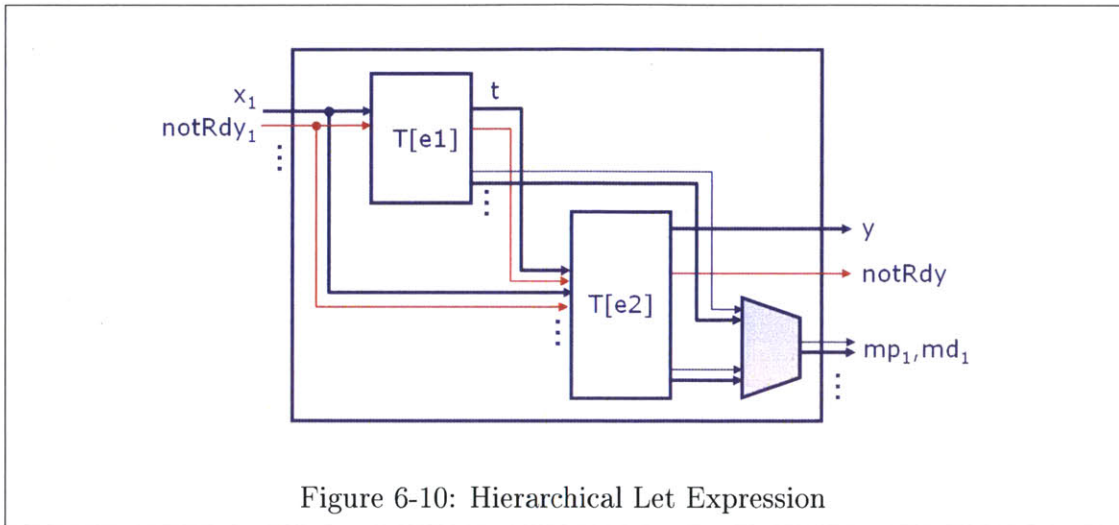 x₁
t
notRdy₁
T[e1]
y
notRdy
T[e2]
mp₁,md₁
Figure 6-10: Hierarchical Let Expression